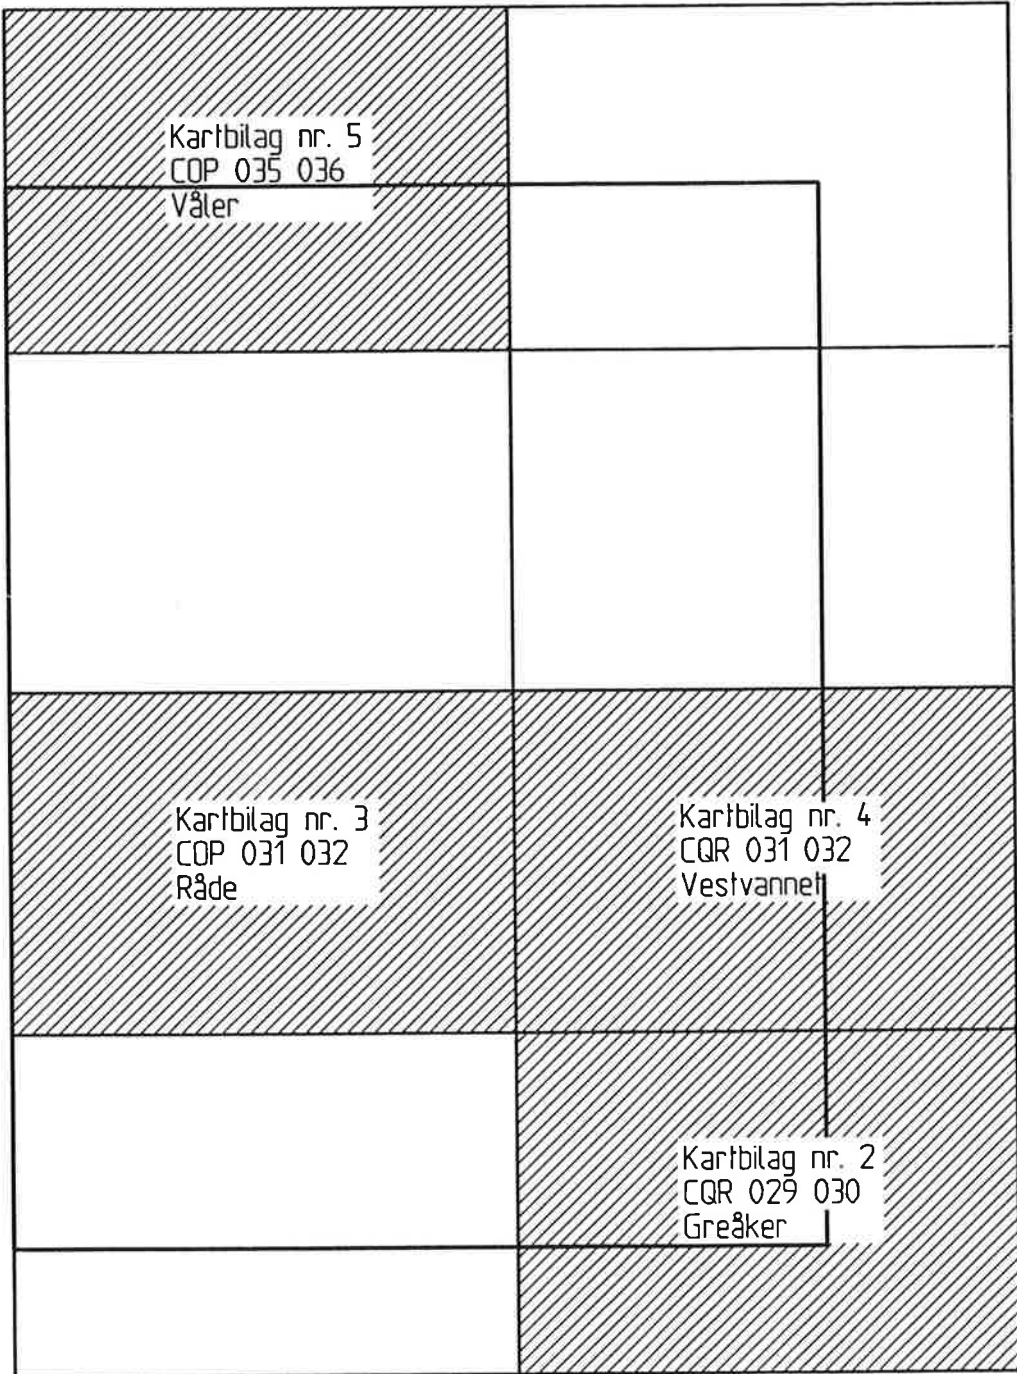 Kartbilag nr. 5
COP 035 036
Våler
Kartbilag nr. 3
COP 031 032
Råde
Kartbilag nr. 4
CQR 031 032
Vestvannet
Kartbilag nr. 2
CQR 029 030
Greåker